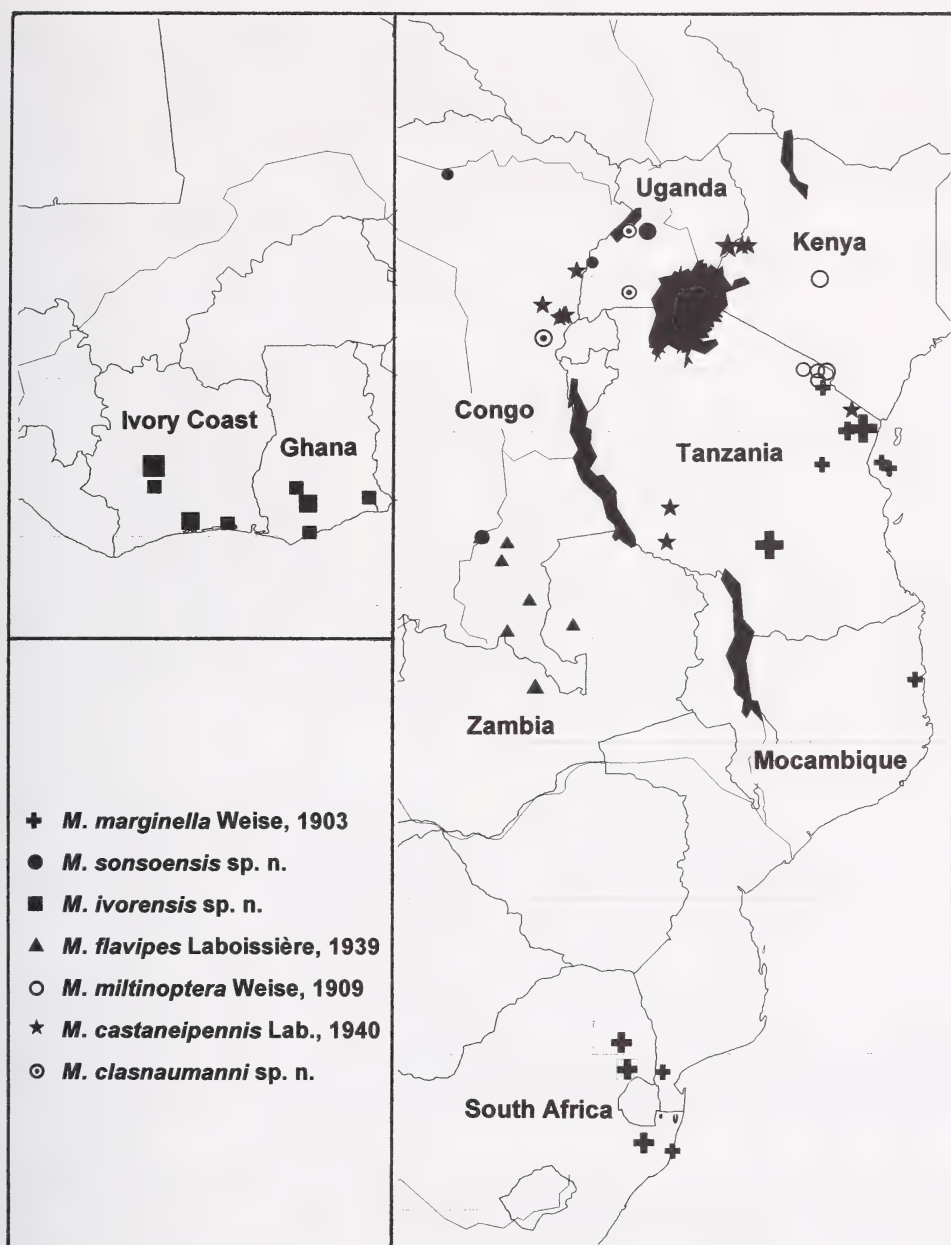 Uganda
Kenya
Ivory Coast
Ghana
Congo
Tanzania
Zambia
Mocambique
South Africa
M. marginella Weise, 1903
M. sonsoensis sp. n.
M. ivorensis sp. n.
M. flavipes Laboissière, 1939
M. miltinoptera Weise, 1909
M. castaneipennis Lab., 1940
M. clasnaumanni sp. n.